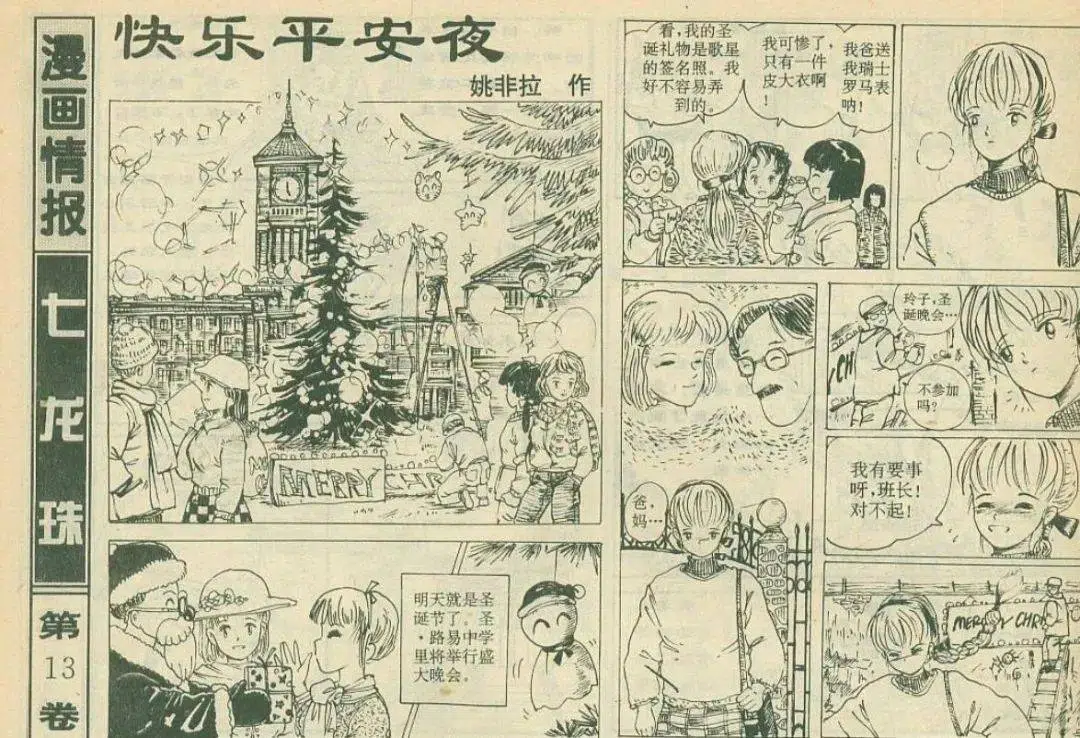 漫画情报
七龙珠
第13卷
快乐平安夜
姚非拉 作
MERRY CHR
明天就是圣
诞节了。圣
·路易中学
里将举行盛
大晚会。
看,我的圣
诞礼物是歌星
的签名照。我
好不容易弄
到的。
我可惨了,
只有一件
皮大衣啊
!
我爸送
我瑞士
罗马表
呐!
爸,
妈…
玲子,圣
诞晚会…
不参加
吗?
CH
我有要事
呀,班长!
对不起!
MERRY CHR